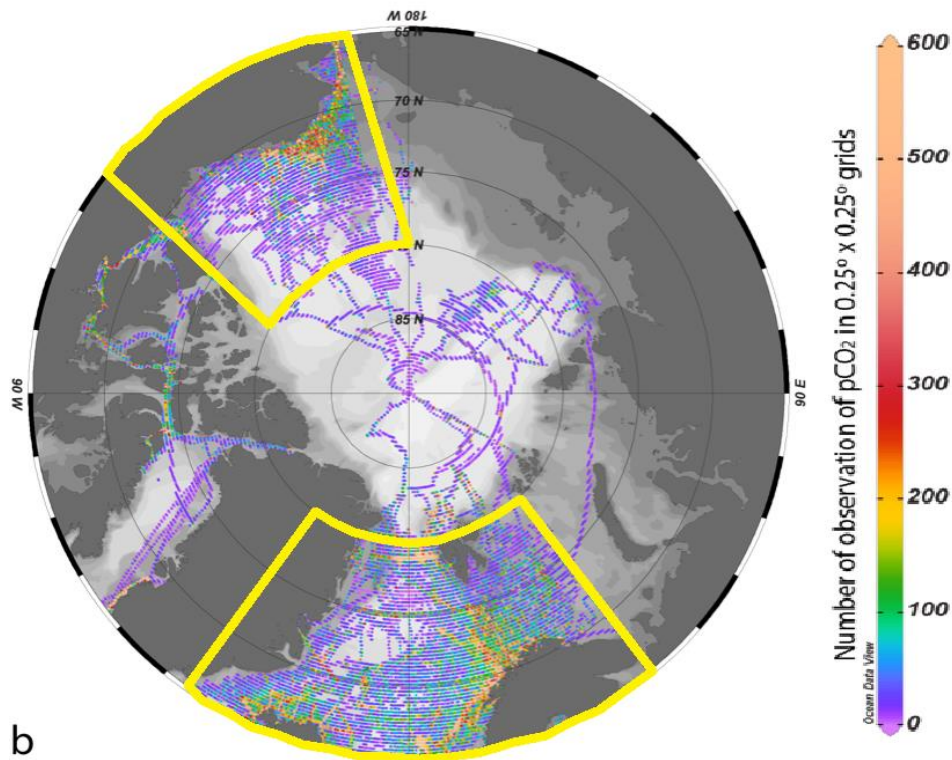 180 W
65 N
70 N
75 N
N
85 N
90 W
90 E
b
600
500
400
300
200
100
0
Number of observation of pCO₂ in 0.25° x 0.25° grids
Ocean Data View